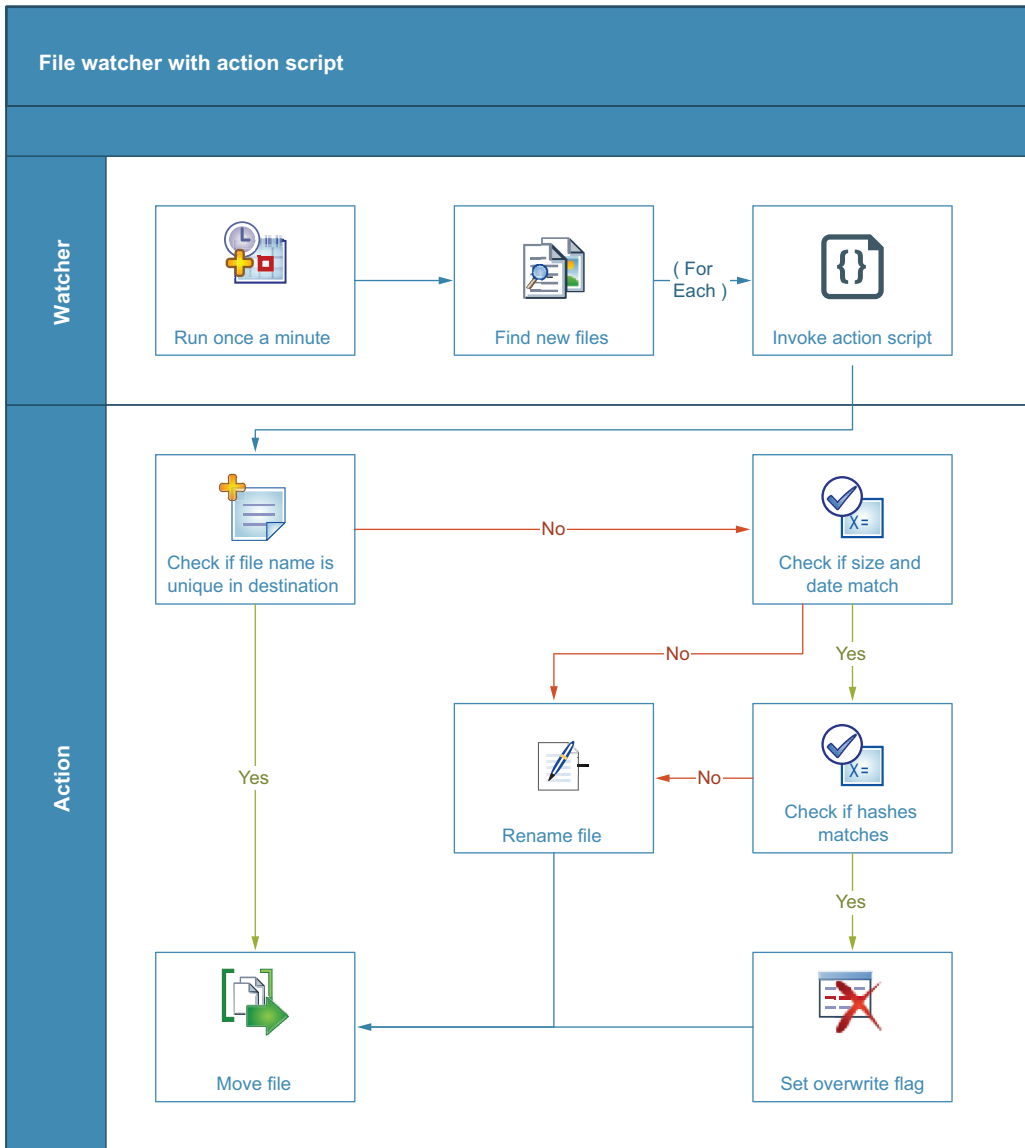 File watcher with action script
Watcher
Run once a minute
Find new files
( For
Each )
Invoke action script
Action
Check if file name is
unique in destination
No
Check if size and
date match
No
Yes
Yes
Rename file
No
Check if hashes
matches
Yes
Move file
Set overwrite flag
X=
X=
{}